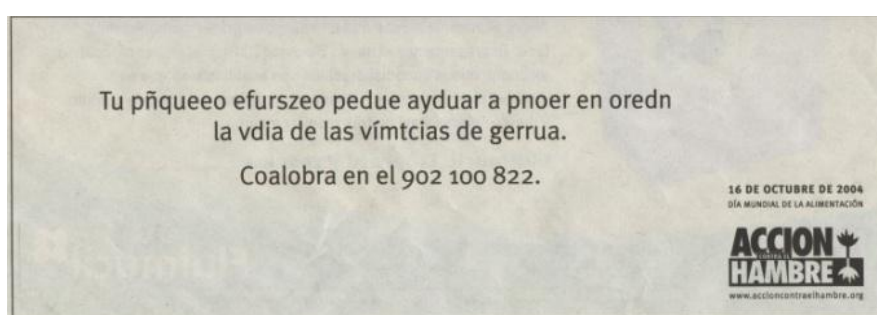 Tu pñqueeo efurszeo pedue ayduar a pnoer en oredn
la vdia de las vímtcias de gerrua.
Coalobra en el 902 100 822.
16 DE OCTUBRE DE 2004
DÍA MUNDIAL DE LA ALIMENTACIÓN
ACCION
CONTRA EL
HAMBRE
www.accioncontraelhambre.org